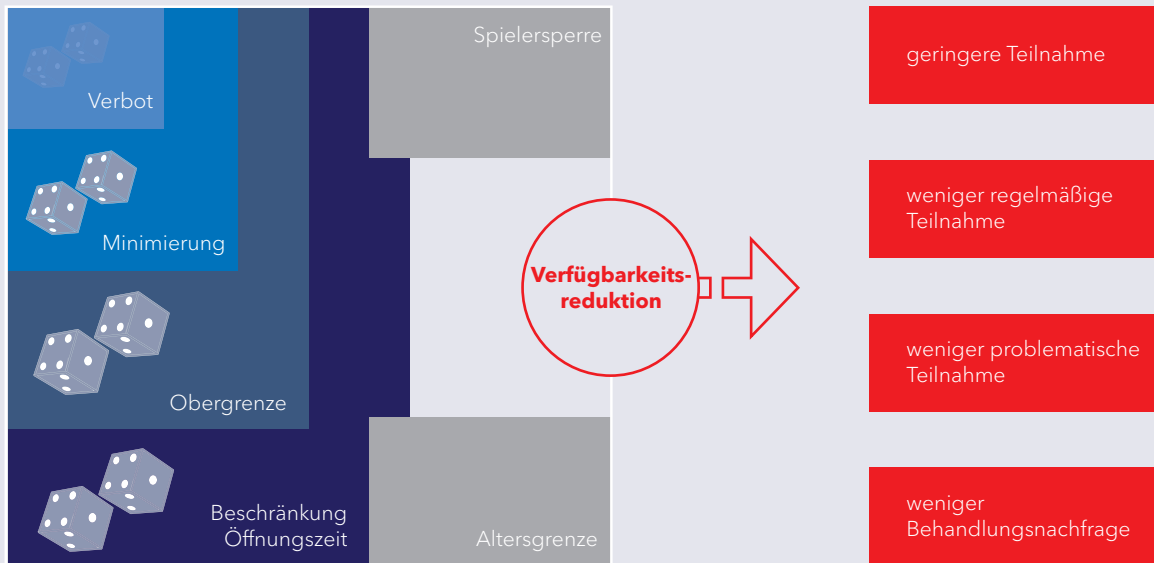 Verbot
Minimierung
Obergrenze
Beschränkung
Öffnungszeit
Spielersperre
Altersgrenze
Verfügbarkeits-
reduktion
geringere Teilnahme
weniger regelmäßige
Teilnahme
weniger problematische
Teilnahme
weniger
Behandlungsnachfrage